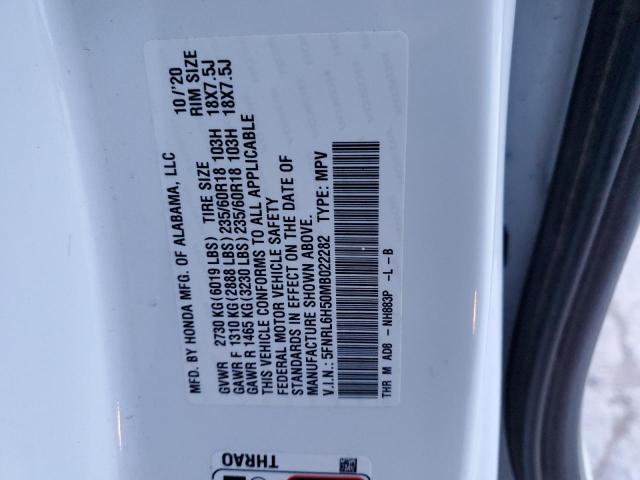 MFD. BY HONDA MFG. OF ALABAMA, LLC 10/'20
GVWR 2730 KG (6019 LBS) TIRE SIZE RIM SIZE
GAWR F 1310 KG (2888 LBS) 235/60R18 103H 18X7.5J
GAWR R 1465 KG (3230 LBS) 235/60R18 103H 18X7.5J
THIS VEHICLE CONFORMS TO ALL APPLICABLE
FEDERAL MOTOR VEHICLE SAFETY
STANDARDS IN EFFECT ON THE DATE OF
MANUFACTURE SHOWN ABOVE.
V.I.N.: 5FNRL6H50MB022282 TYPE: MPV
THR M AD8 - NH883P -L -B
THRA0